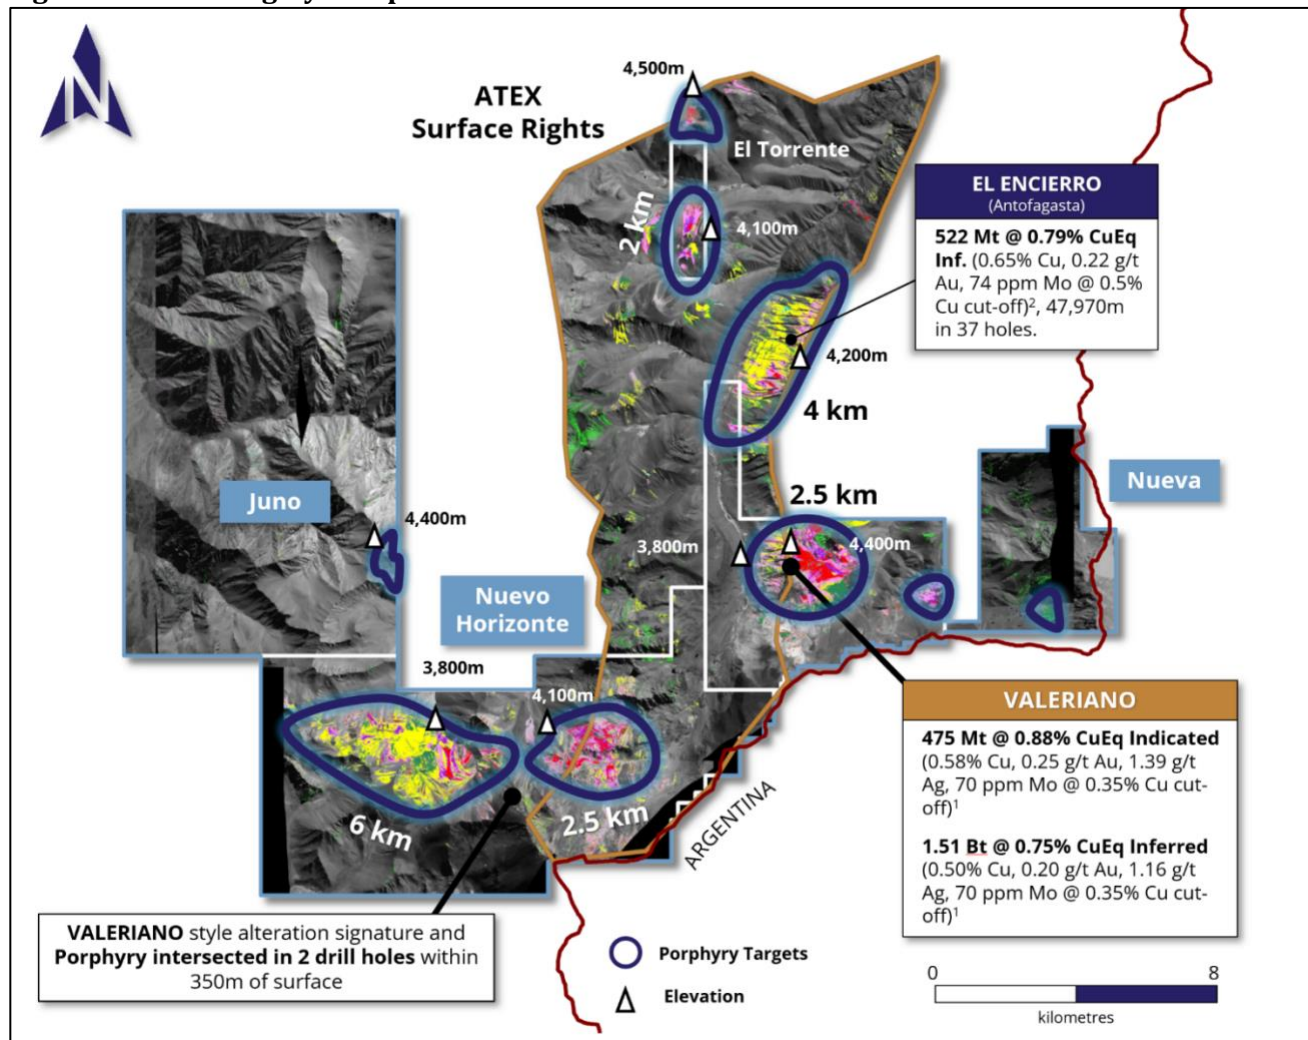 N
4,500m
ATEX
Surface Rights
El Torrente
2 km
4,100m
EL ENCIERRO
(Antofagasta)
522 Mt @ 0.79% CuEq
Inf. (0.65% Cu, 0.22 g/t
Au, 74 ppm Mo @ 0.5%
Cu cut-off)², 47,970m
in 37 holes.
4,200m
4 km
Juno
4,400m
2.5 km
Nueva
3,800m
4,400m
Nuevo
Horizonte
3,800m
4,100m
6 km
2.5 km
ARGENTINA
VALERIANO
475 Mt @ 0.88% CuEq Indicated
(0.58% Cu, 0.25 g/t Au, 1.39 g/t
Ag, 70 ppm Mo @ 0.35% Cu cut-
off)¹
1.51 Bt @ 0.75% CuEq Inferred
(0.50% Cu, 0.20 g/t Au, 1.16 g/t
Ag, 70 ppm Mo @ 0.35% Cu cut-
off)¹
VALERIANO style alteration signature and
Porphyry intersected in 2 drill holes within
350m of surface
Porphyry Targets
Elevation
0 8
kilometres